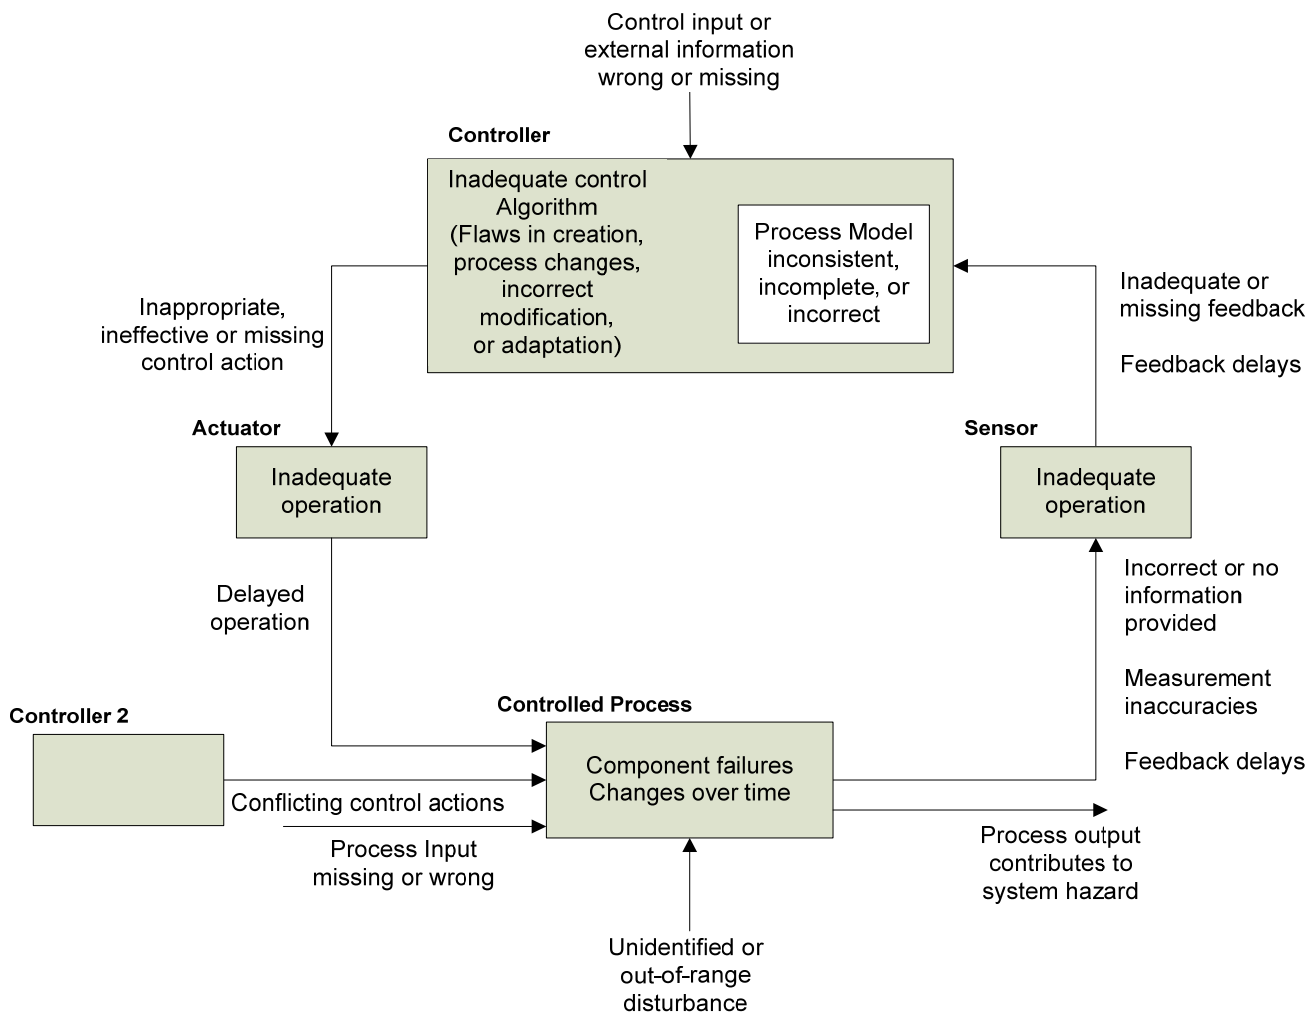 Control input or
external information
wrong or missing
Controller
Inadequate control
Algorithm
(Flaws in creation,
process changes,
incorrect
modification,
or adaptation)
Process Model
inconsistent,
incomplete, or
incorrect
Inappropriate,
ineffective or missing
control action
Inadequate or
missing feedback
Feedback delays
Actuator
Inadequate
operation
Sensor
Inadequate
operation
Delayed
operation
Incorrect or no
information
provided
Measurement
inaccuracies
Feedback delays
Controller 2
Controlled Process
Component failures
Changes over time
Conflicting control actions
Process Input
missing or wrong
Process output
contributes to
system hazard
Unidentified or
out-of-range
disturbance